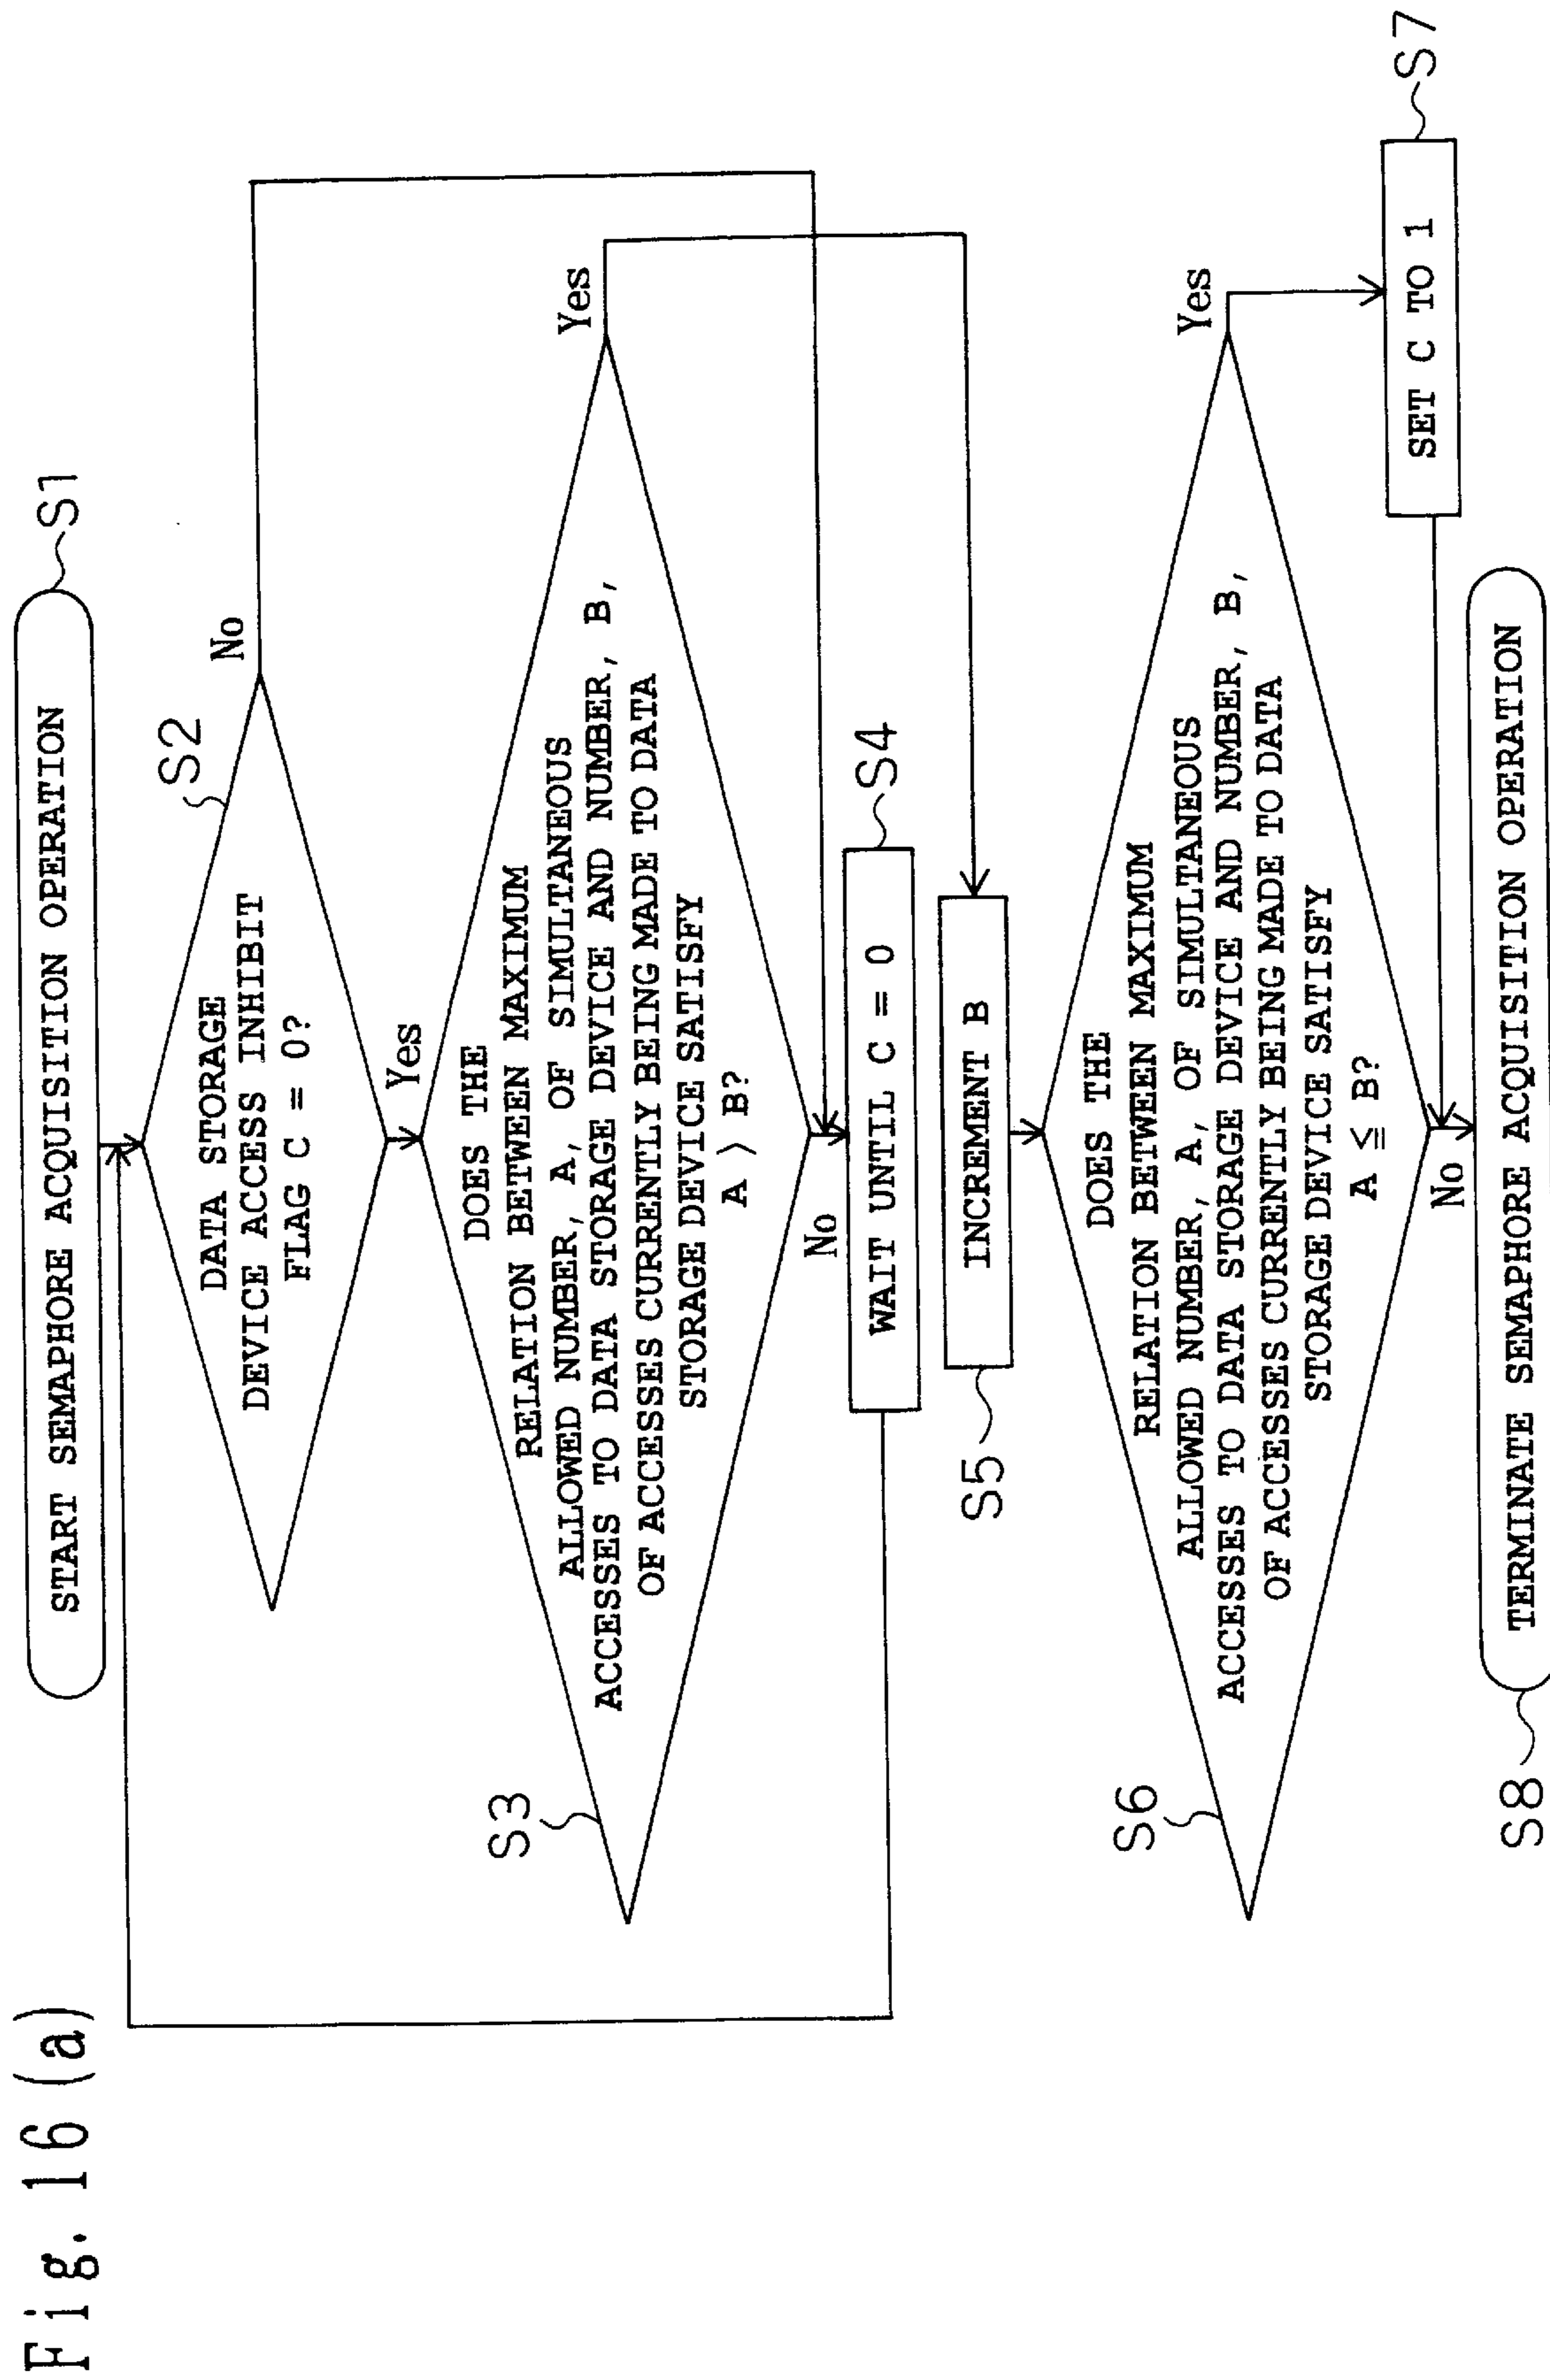 Fig. 16 (a)
START SEMAPHORE ACQUISITION OPERATION
S1
DATA STORAGE
DEVICE ACCESS INHIBIT
FLAG C = 0?
S2
No
Yes
DOES THE
RELATION BETWEEN MAXIMUM
ALLOWED NUMBER, A, OF SIMULTANEOUS
ACCESSES TO DATA STORAGE DEVICE AND NUMBER, B,
OF ACCESSES CURRENTLY BEING MADE TO DATA
STORAGE DEVICE SATISFY
A > B?
S3
Yes
No
WAIT UNTIL C = 0
S4
INCREMENT B
S5
DOES THE
RELATION BETWEEN MAXIMUM
ALLOWED NUMBER, A, OF SIMULTANEOUS
ACCESSES TO DATA STORAGE DEVICE AND NUMBER, B,
OF ACCESSES CURRENTLY BEING MADE TO DATA
STORAGE DEVICE SATISFY
A ≦ B?
S6
Yes
No
SET C TO 1
S7
TERMINATE SEMAPHORE ACQUISITION OPERATION
S8